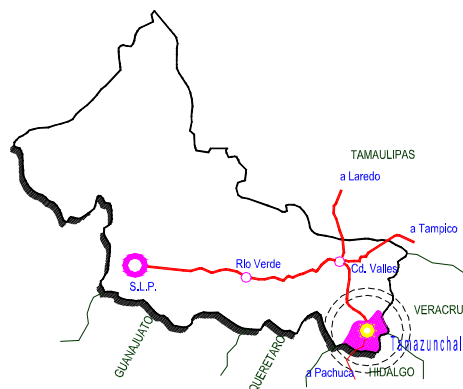 TAMAULIPAS
a Laredo
a Tampico
RIo Verde
Cd. Valles
S.L.P.
VERACRU
GUANAJUATO
QUERETARO
Tamazunchal
a Pachuca
HIDALGO